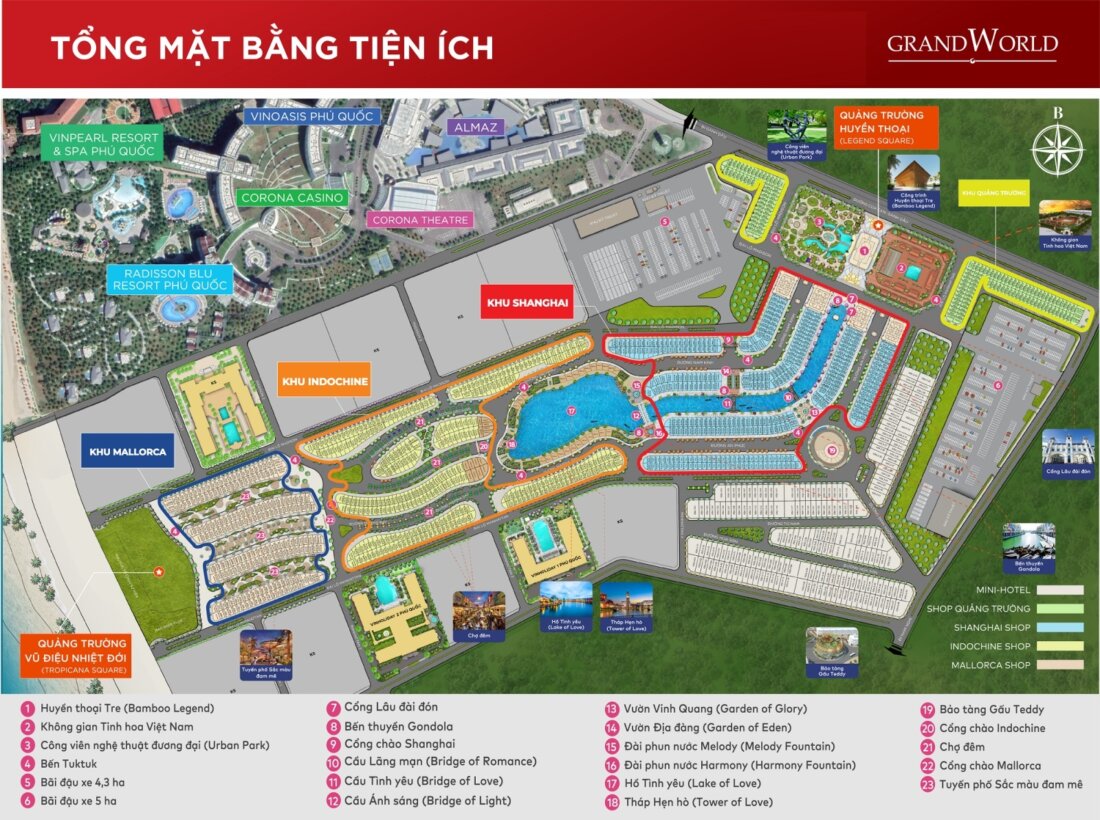 TỔNG MẶT BẰNG TIỆN ÍCH
GRANDWORLD
VINPEARL RESORT
& SPA PHÚ QUỐC
VINOASIS PHÚ QUỐC
ALMAZ
CORONA CASINO
CORONA THEATRE
RADISSON BLU
RESORT PHÚ QUỐC
Công viên
nghệ thuật đương đại
(Urban Park)
QUẢNG TRƯỜNG
HUYỀN THOẠI
(LEGEND SQUARE)
B
Công trình
Huyền thoại Tre
(Bamboo Legend)
KHU QUẢNG TRƯỜNG
Không gian
Tinh hoa Việt Nam
KHU SHANGHAI
KHU INDOCHINE
KHU MALLORCA
Cổng Lâu đài đón
Bến thuyền
Gondola
VINHOLIDAY 1 PHÚ QUỐC
VINHOLIDAY 2 PHÚ QUỐC
Chợ đêm
Hồ Tình yêu
(Lake of Love)
Tháp Hẹn hò
(Tower of Love)
Tuyến phố Sắc màu
đam mê
Bảo tàng
Gấu Teddy
QUẢNG TRƯỜNG
VŨ ĐIỆU NHIỆT ĐỚI
(TROPICANA SQUARE)
MINI-HOTEL
SHOP QUẢNG TRƯỜNG
SHANGHAI SHOP
INDOCHINE SHOP
MALLORCA SHOP
1 Huyền thoại Tre (Bamboo Legend)
2 Không gian Tinh hoa Việt Nam
3 Công viên nghệ thuật đương đại (Urban Park)
4 Bến Tuktuk
5 Bãi đậu xe 4,3 ha
6 Bãi đậu xe 5 ha
7 Cổng Lâu đài đón
8 Bến thuyền Gondola
9 Cổng chào Shanghai
10 Cầu Lãng mạn (Bridge of Romance)
11 Cầu Tình yêu (Bridge of Love)
12 Cầu Ánh sáng (Bridge of Light)
13 Vườn Vinh Quang (Garden of Glory)
14 Vườn Địa đàng (Garden of Eden)
15 Đài phun nước Melody (Melody Fountain)
16 Đài phun nước Harmony (Harmony Fountain)
17 Hồ Tình yêu (Lake of Love)
18 Tháp Hẹn hò (Tower of Love)
19 Bảo tàng Gấu Teddy
20 Cổng chào Indochine
21 Chợ đêm
22 Cổng chào Mallorca
23 Tuyến phố Sắc màu đam mê